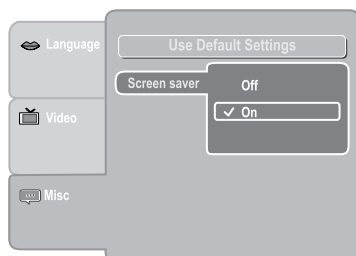 Language
Use Default Settings
Screen saver
Off
✓ On
Video
Misc